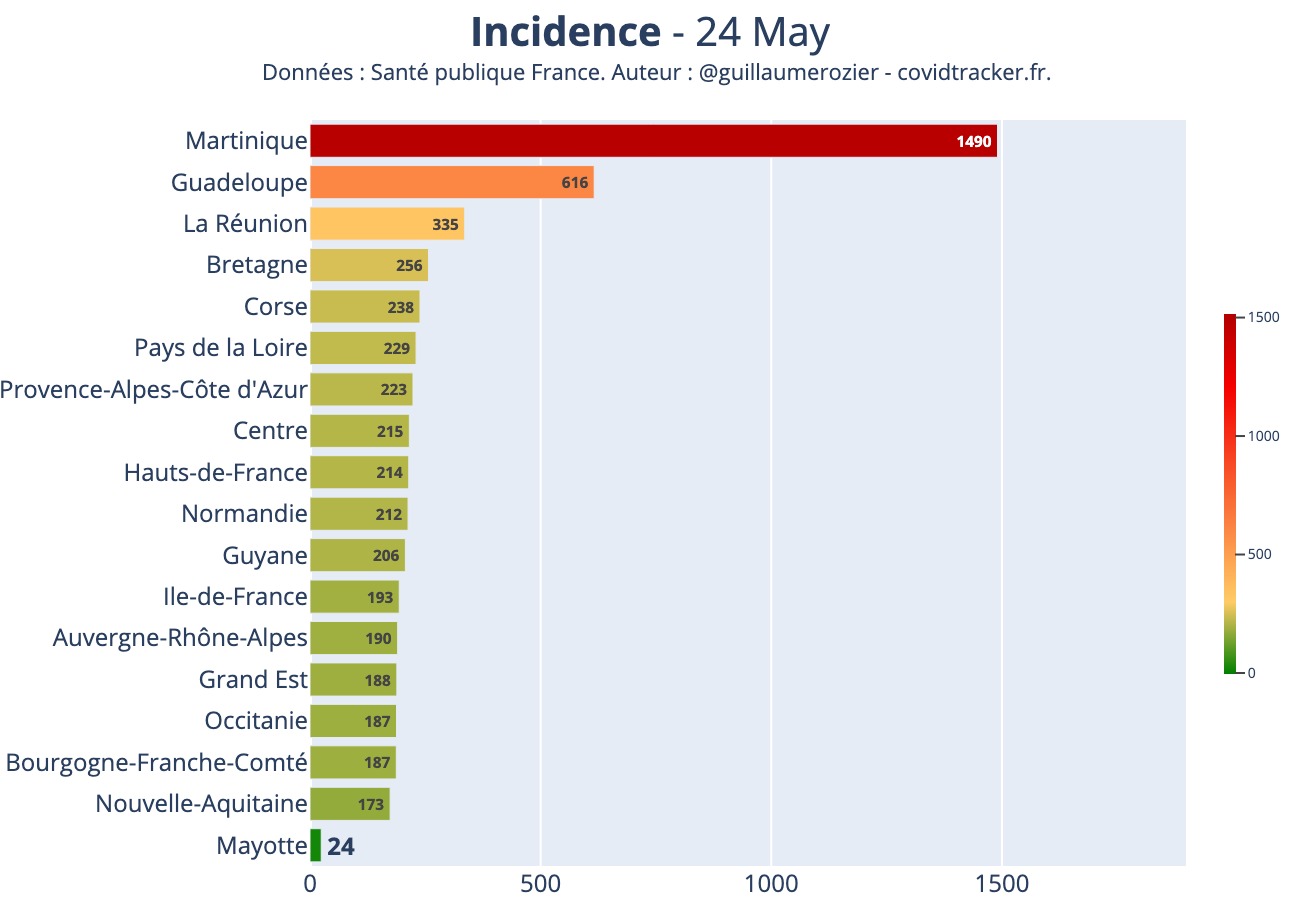 Incidence - 24 May
Données : Santé publique France. Auteur : @guillaumerozier - covidtracker.fr.
Martinique 1490
Guadeloupe 616
La Réunion 335
Bretagne 256
Corse 238
Pays de la Loire 229
Provence-Alpes-Côte d'Azur 223
Centre 215
Hauts-de-France 214
Normandie 212
Guyane 206
Ile-de-France 193
Auvergne-Rhône-Alpes 190
Grand Est 188
Occitanie 187
Bourgogne-Franche-Comté 187
Nouvelle-Aquitaine 173
Mayotte 24
0 500 1000 1500
1500
1000
500
0